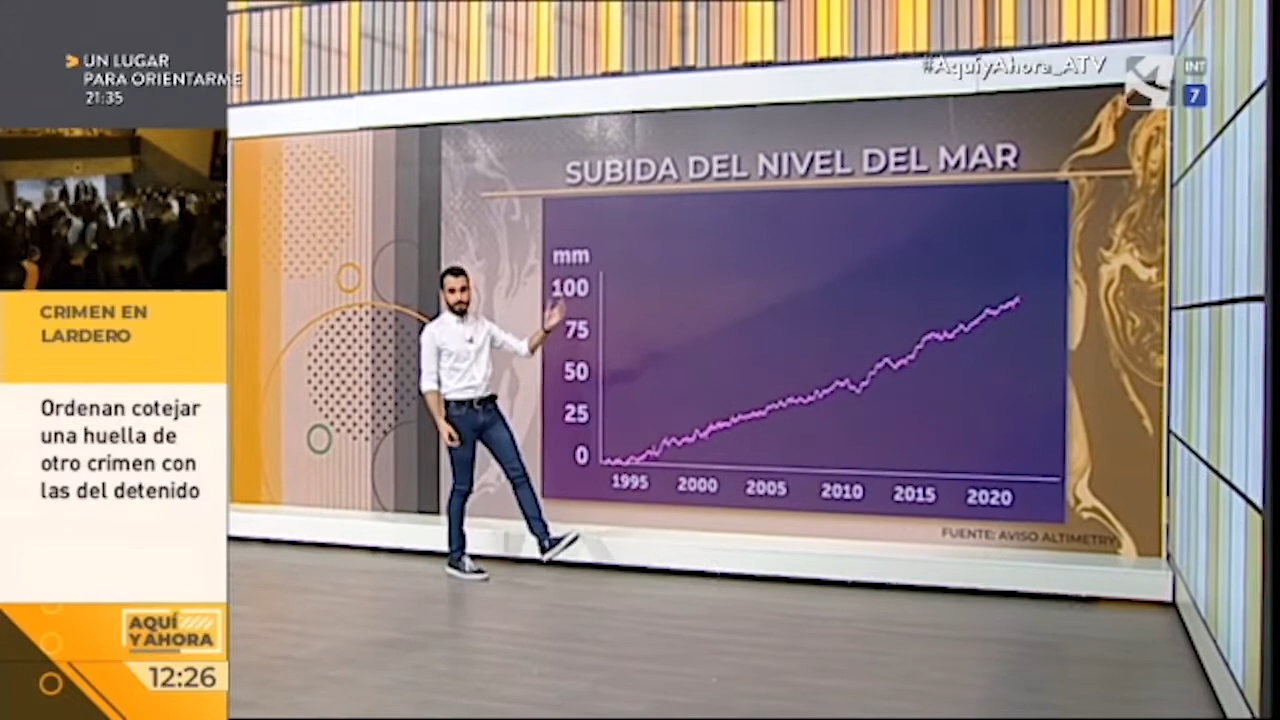 UN LUGAR
PARA ORIENTARME
21:35
#AquíyAhora_ATV
INT
7
SUBIDA DEL NIVEL DEL MAR
mm
100
75
50
25
0
1995 2000 2005 2010 2015 2020
FUENTE: AVISO ALTIMETRY
CRIMEN EN
LARDERO
Ordenan cotejar
una huella de
otro crimen con
las del detenido
AQUÍ
Y AHORA
12:26